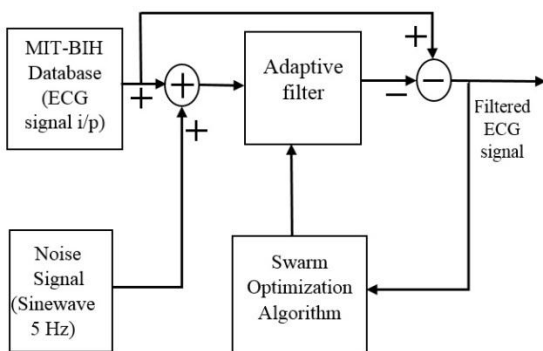 MIT-BIH
Database
(ECG
signal i/p)
+
+
+
+
Adaptive
filter
−
−
Filtered
ECG
signal
Noise
Signal
(Sinewave
5 Hz)
Swarm
Optimization
Algorithm